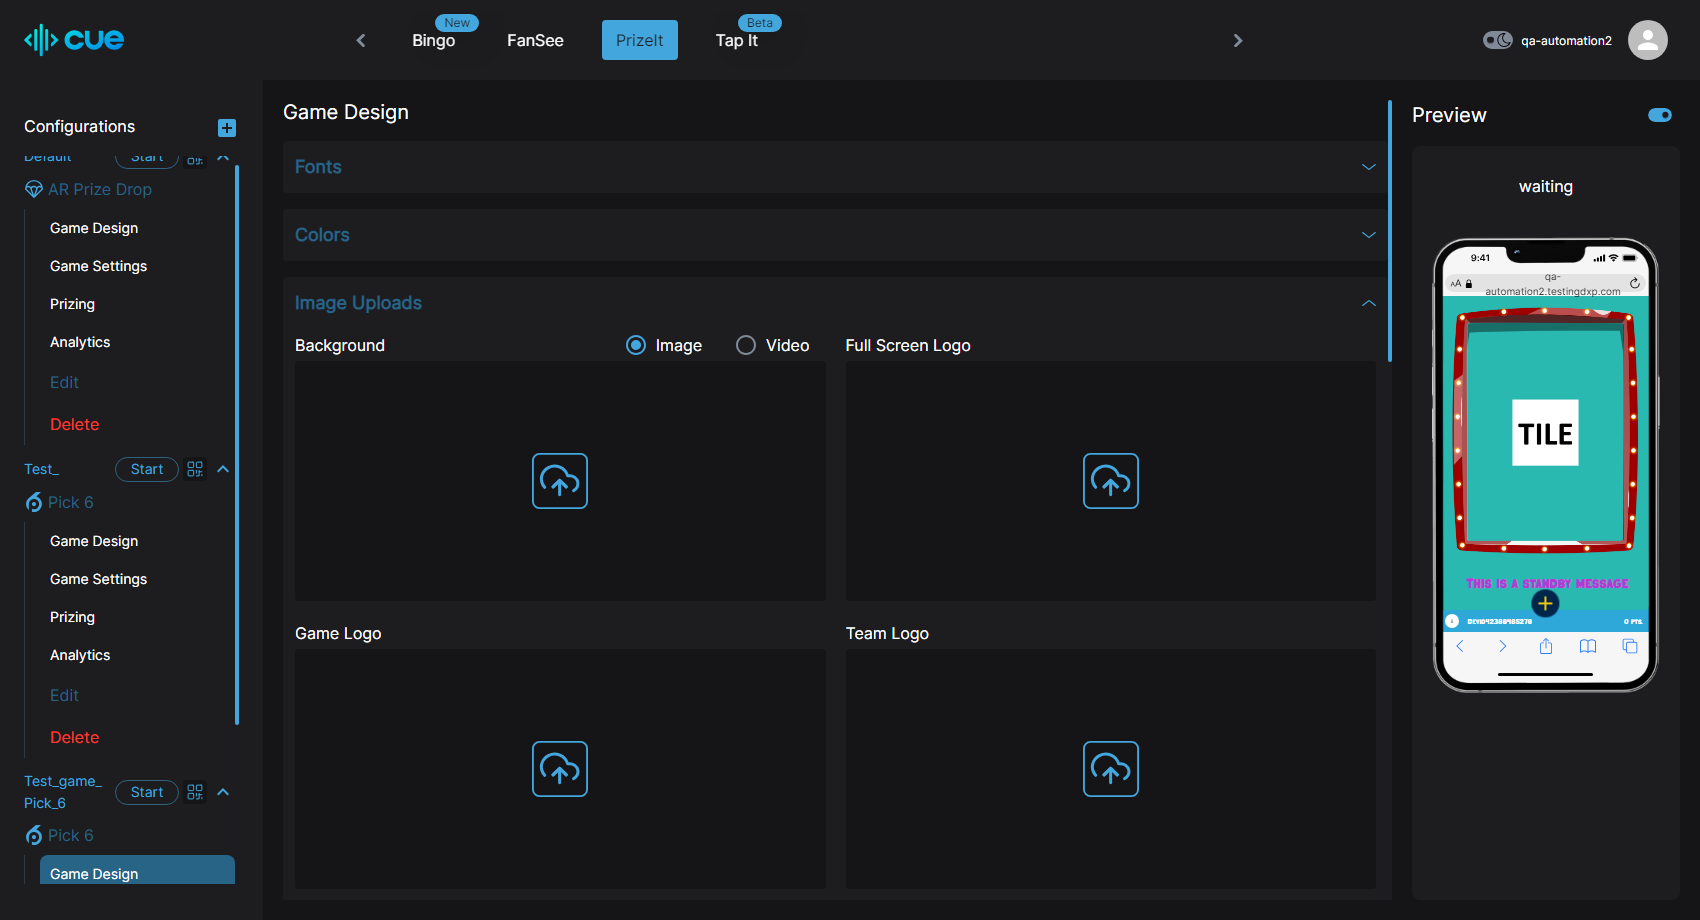 cue
New
Bingo
FanSee
PrizeIt
Beta
Tap It
qa-automation2
Configurations
Default
Start
AR Prize Drop
Game Design
Game Settings
Prizing
Analytics
Edit
Delete
Test_
Start
Pick 6
Game Design
Game Settings
Prizing
Analytics
Edit
Delete
Test_game_
Pick_6
Start
Pick 6
Game Design
Game Design
Fonts
Colors
Image Uploads
Background
Image
Video
Full Screen Logo
Game Logo
Team Logo
Preview
waiting
9:41
AA
qa-
automation2.testingdxp.com
TILE
THIS IS A STANDBY MESSAGE
0 PTS.